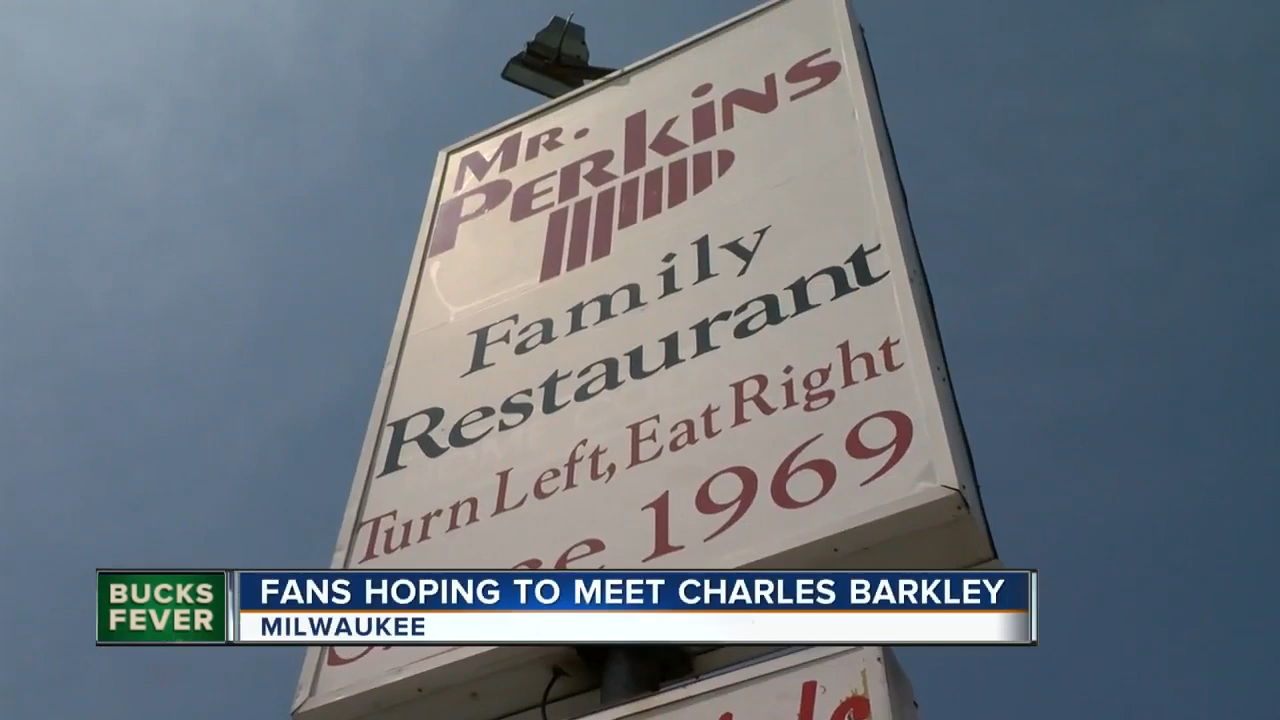 Mr.
Perkins
Family
Restaurant
Turn Left, Eat Right
1969
BUCKS
FEVER
FANS HOPING TO MEET CHARLES BARKLEY
MILWAUKEE